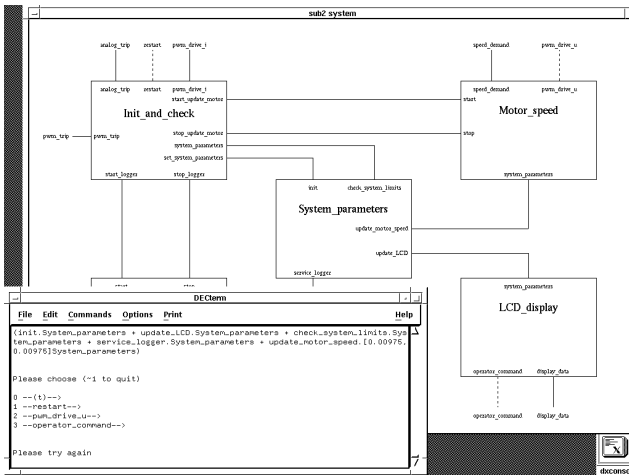 sub2 system
analog_trip restart pwm_drive_i
speed_demand pwm_drive_u
analog_trip restart pwm_drive_i
start_update_motor
Init_and_check
pwm_trip
pwm_trip
stop_update_motor
system_parameters
set_system_parameters
start_logger stop_logger
speed_demand pwm_drive_u
start
Motor_speed
stop
system_parameters
init check_system_limits
System_parameters
update_motor_speed
update_LCD
service_logger
start stop
system_parameters
LCD_display
operator_command display_data
operator_command display_data
DECterm
File Edit Commands Options Print Help
(init.System_parameters + update_LCD.System_parameters + check_system_limits.Sys
tem_parameters + service_logger.System_parameters + update_motor_speed.[0.00975,
0.00975]System_parameters)
Please choose (~1 to quit)
0 --(t)-->
1 --restart-->
2 --pwm_drive_u-->
3 --operator_command-->
Please try again
X
dxconso